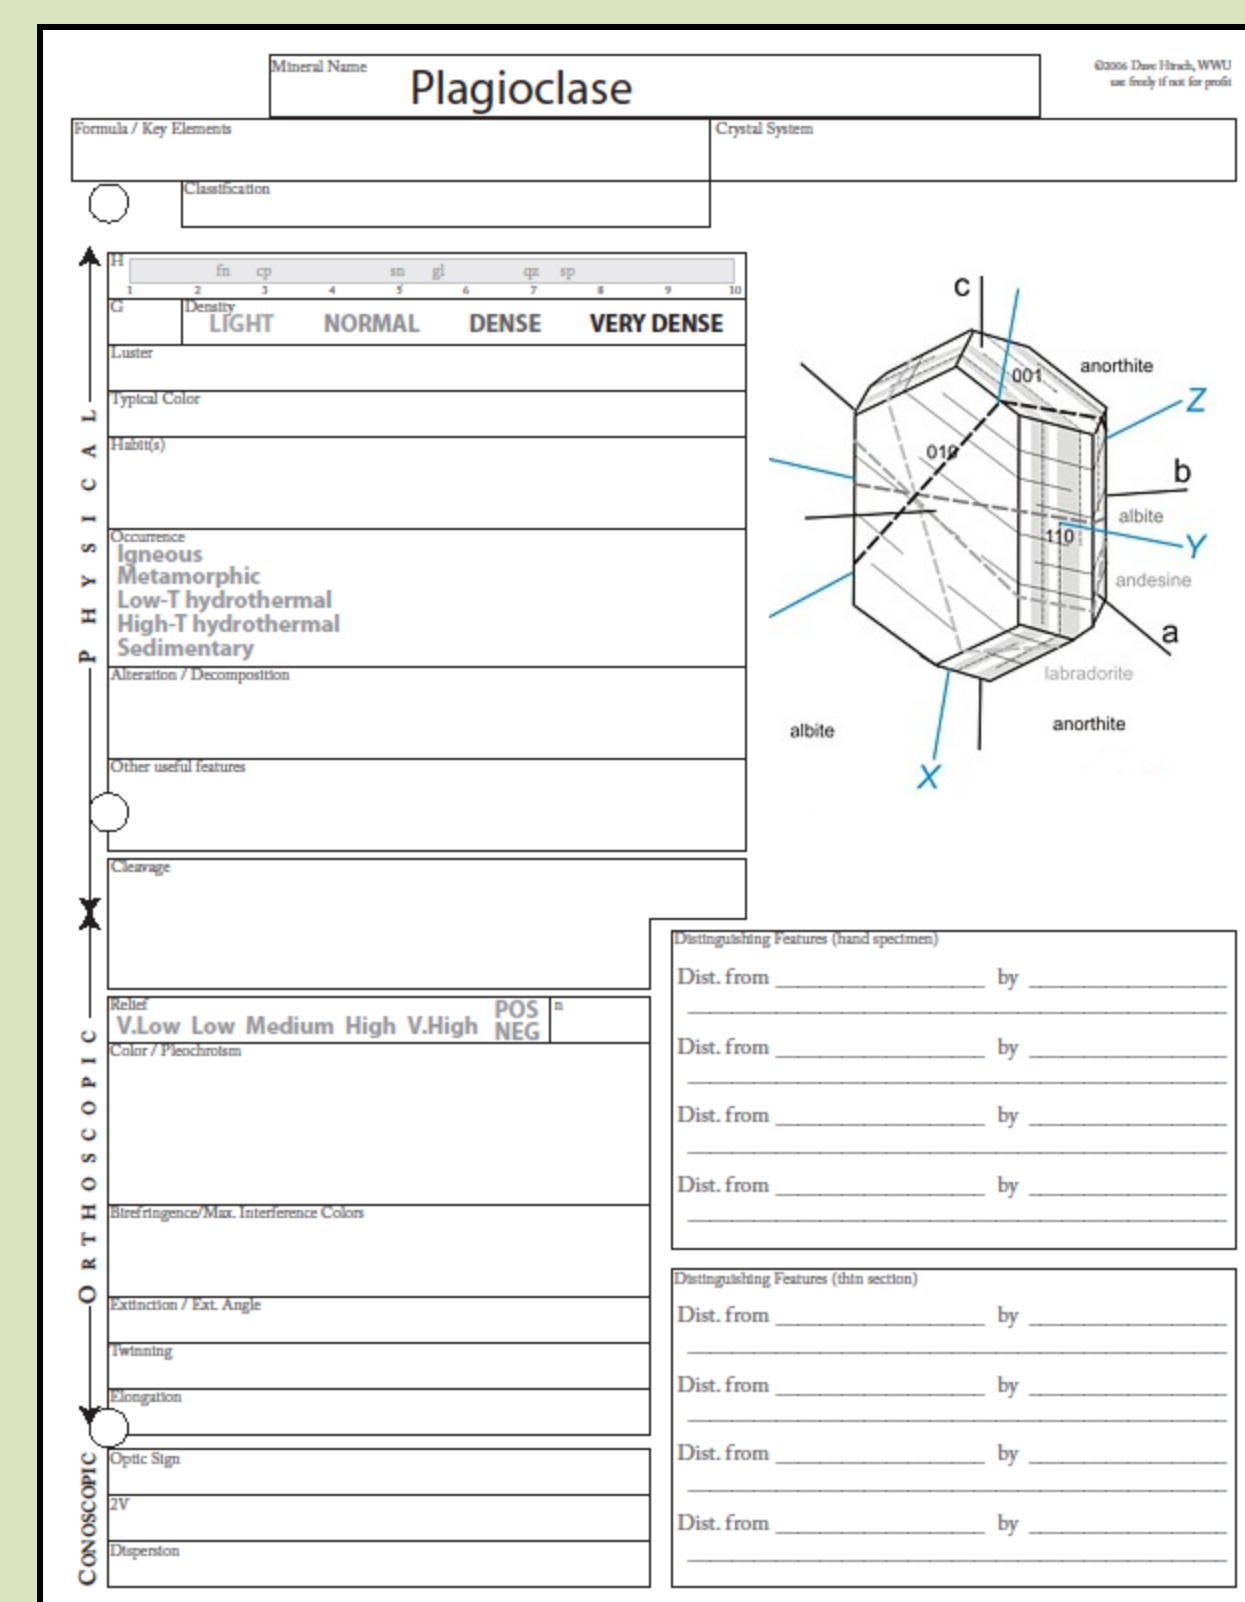 ©2006 Dave Hirsch, WWU
use freely if not for profit
Mineral Name
Plagioclase
Formula / Key Elements
Crystal System
Classification
PHYSICAL
H
fn cp sn gl qz sp
1 2 3 4 5 6 7 8 9 10
G
Density
LIGHT NORMAL DENSE VERY DENSE
Luster
Typical Color
Habit(s)
Occurrence
Igneous
Metamorphic
Low-T hydrothermal
High-T hydrothermal
Sedimentary
Alteration / Decomposition
Other useful features
Cleavage
c
001
anorthite
Z
010
b
albite
110
Y
andesine
a
labradorite
albite
anorthite
X
ORTHOSCOPIC
Relief
V.Low Low Medium High V.High POS
NEG
n
Color / Pleochroism
Birefringence/Max. Interference Colors
Extinction / Ext. Angle
Twinning
Elongation
CONOSCOPIC
Optic Sign
2V
Dispersion
Distinguishing Features (hand specimen)
Dist. from by
Dist. from by
Dist. from by
Dist. from by
Distinguishing Features (thin section)
Dist. from by
Dist. from by
Dist. from by
Dist. from by